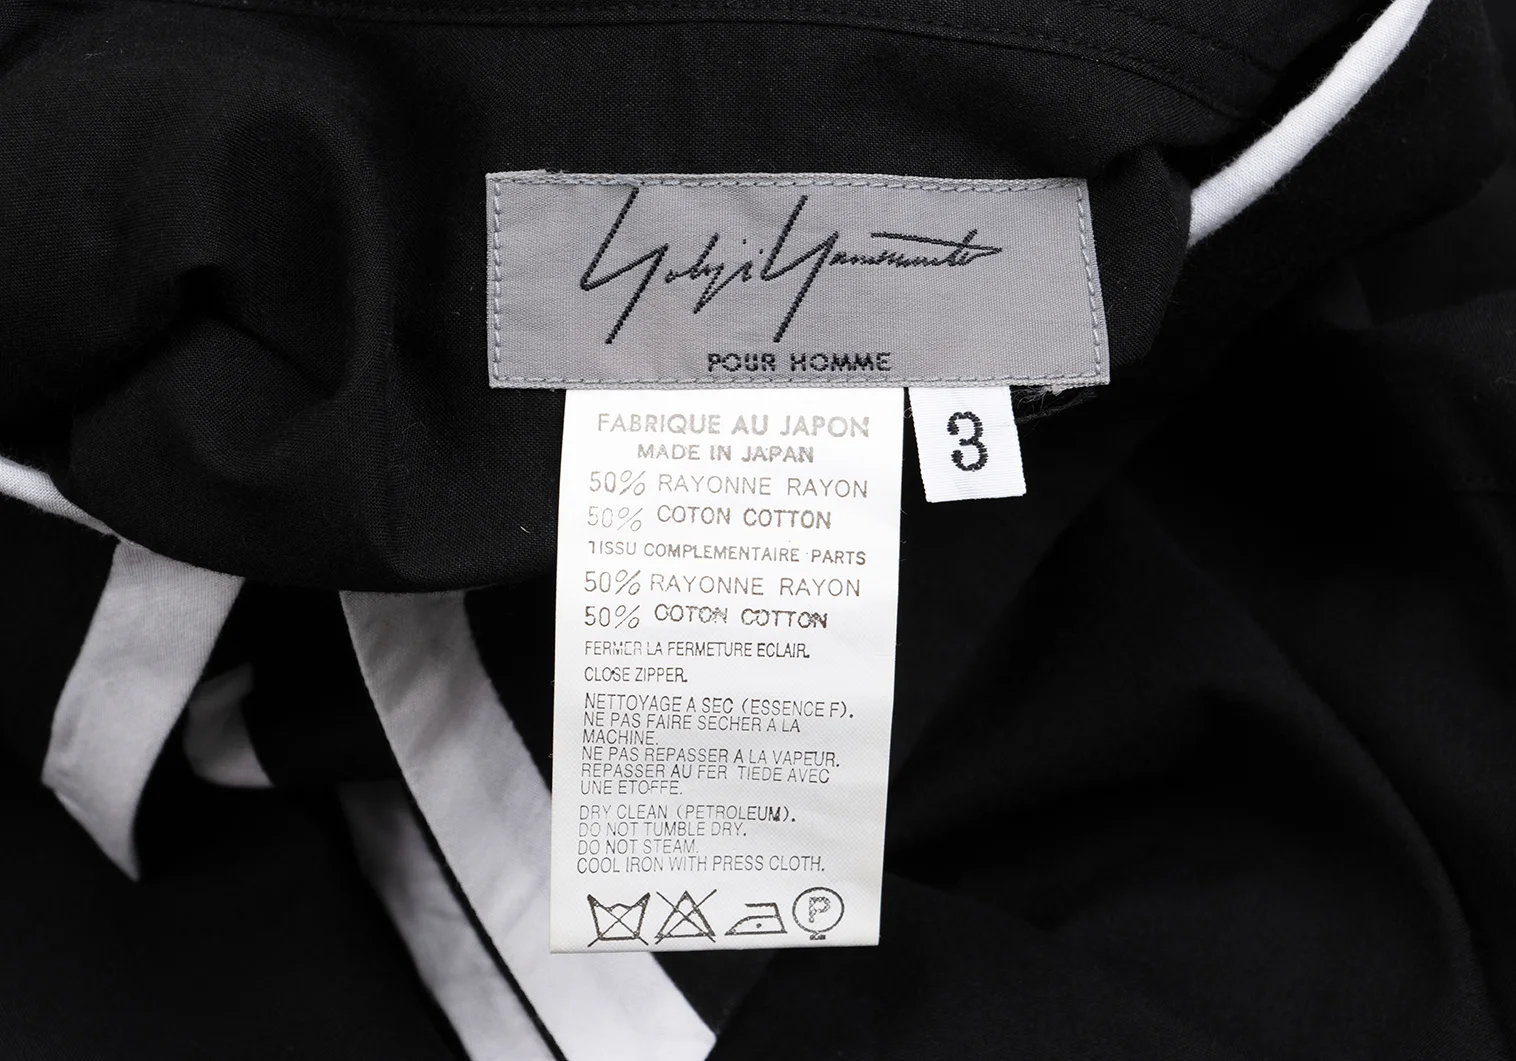 Yohji Yamamoto
POUR HOMME
3
FABRIQUE AU JAPON
MADE IN JAPAN
50% RAYONNE RAYON
50% COTON COTTON
TISSU COMPLEMENTAIRE PARTS
50% RAYONNE RAYON
50% COTON COTTON
FERMER LA FERMETURE ECLAIR.
CLOSE ZIPPER.
NETTOYAGE A SEC (ESSENCE F).
NE PAS FAIRE SECHER A LA
MACHINE.
NE PAS REPASSER A LA VAPEUR.
REPASSER AU FER TIEDE AVEC
UNE ETOFFE.
DRY CLEAN (PETROLEUM).
DO NOT TUMBLE DRY.
DO NOT STEAM.
COOL IRON WITH PRESS CLOTH.
P